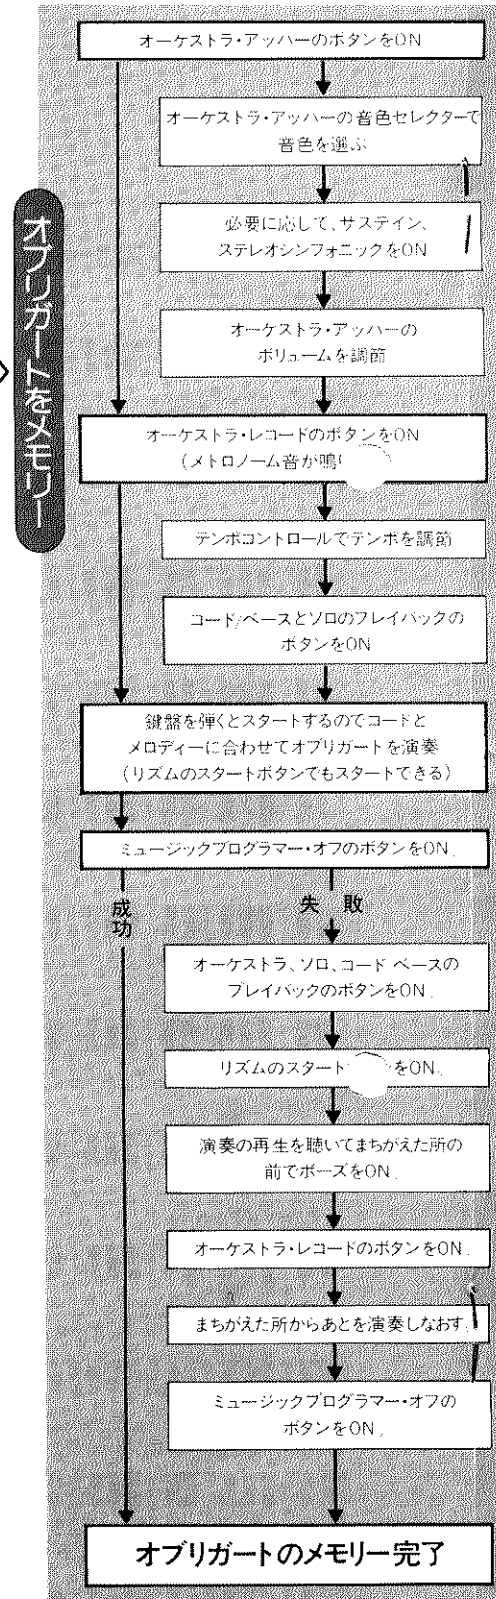 オブリガートをメモリー
オーケストラ・アッパーのボタンをON
オーケストラ・アッパーの音色セレクターで
音色を選ぶ
必要に応じて、サステイン、
ステレオシンフォニックをON
オーケストラ・アッパーの
ボリュームを調節
オーケストラ・レコードのボタンをON
(メトロノーム音が鳴
テンポコントロールでテンポを調節
コード/ベースとソロのプレイバックの
ボタンをON
鍵盤を弾くとスタートするのでコードと
メロディーに合わせてオブリガートを演奏
(リズムのスタートボタンでもスタートできる)
ミュージックプログラマー・オフのボタンをON.
成功
失敗
オーケストラ、ソロ、コード ベースの
プレイバックのボタンをON.
リズムのスタート をON.
演奏の再生を聴いてまちがえた所の
前でポーズをON.
オーケストラ・レコードのボタンをON.
まちがえた所からあとを演奏しなおす.
ミュージックプログラマー・オフの
ボタンをON.
オブリガートのメモリー完了